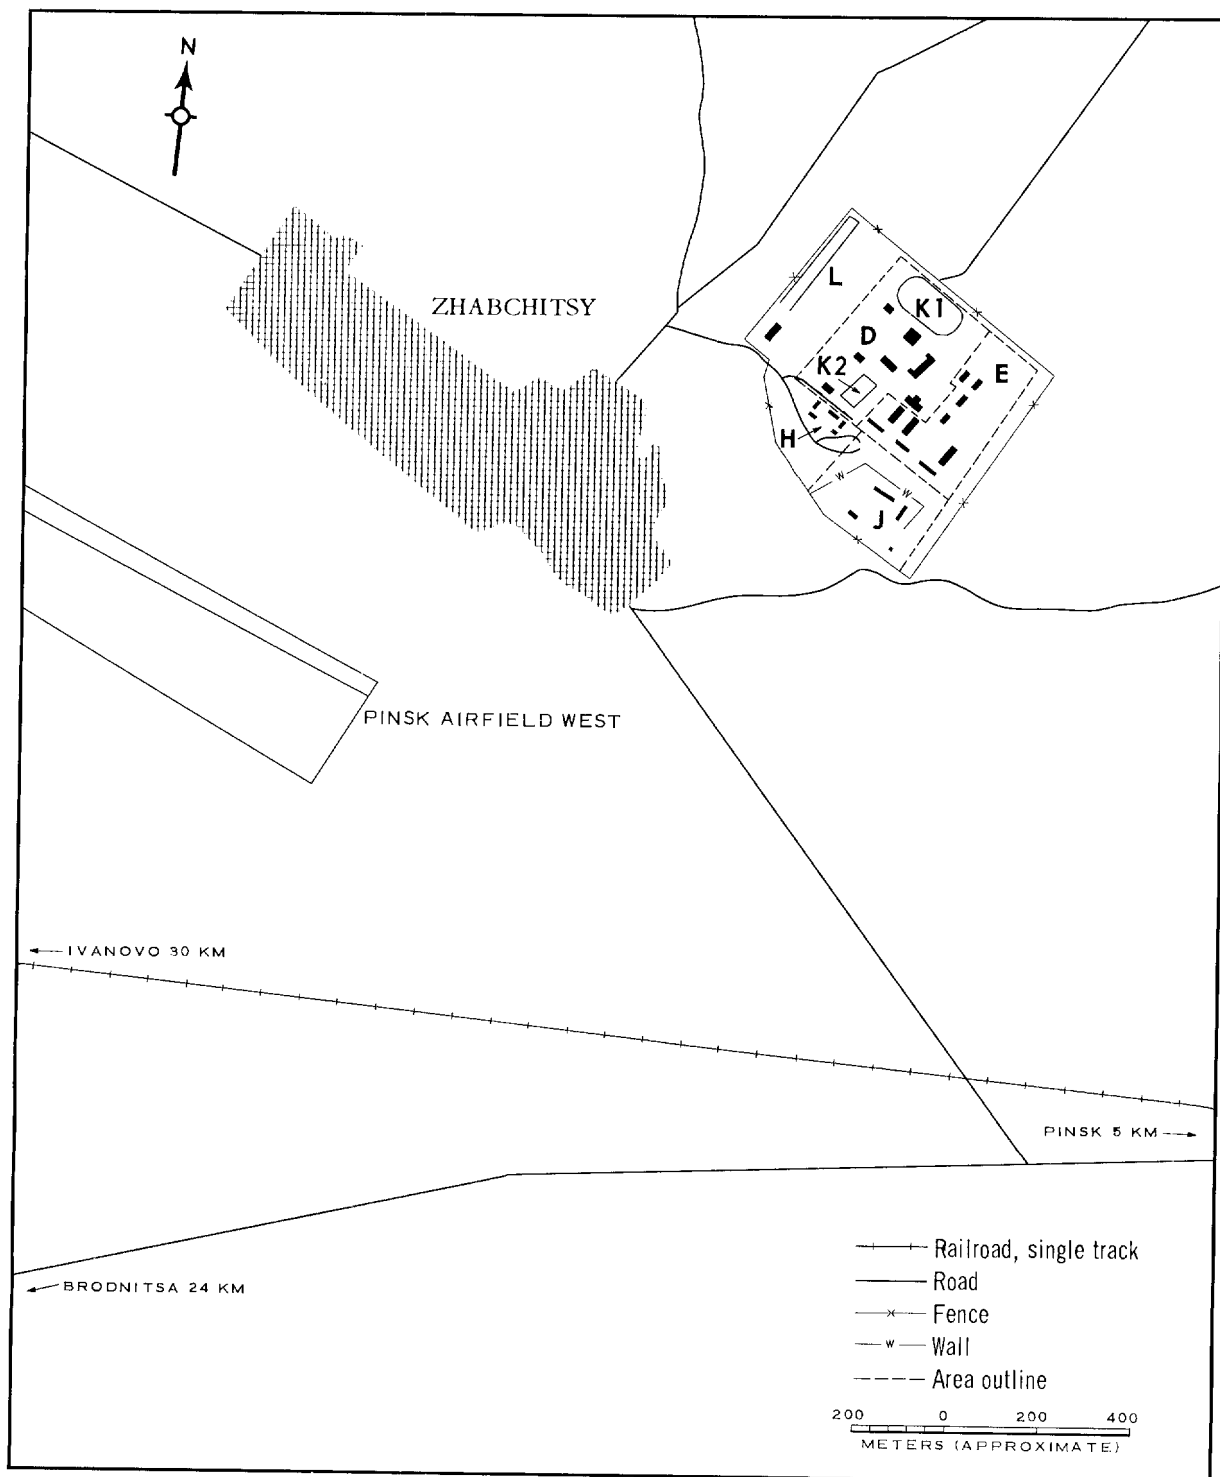 N
ZHABCHITSY
L
K1
D
K2
E
H
W
W
J
PINSK AIRFIELD WEST
IVANOVO 30 KM
PINSK 5 KM
BRODNITSA 24 KM
Railroad, single track
Road
Fence
W
Wall
Area outline
200 0 200 400
METERS (APPROXIMATE)